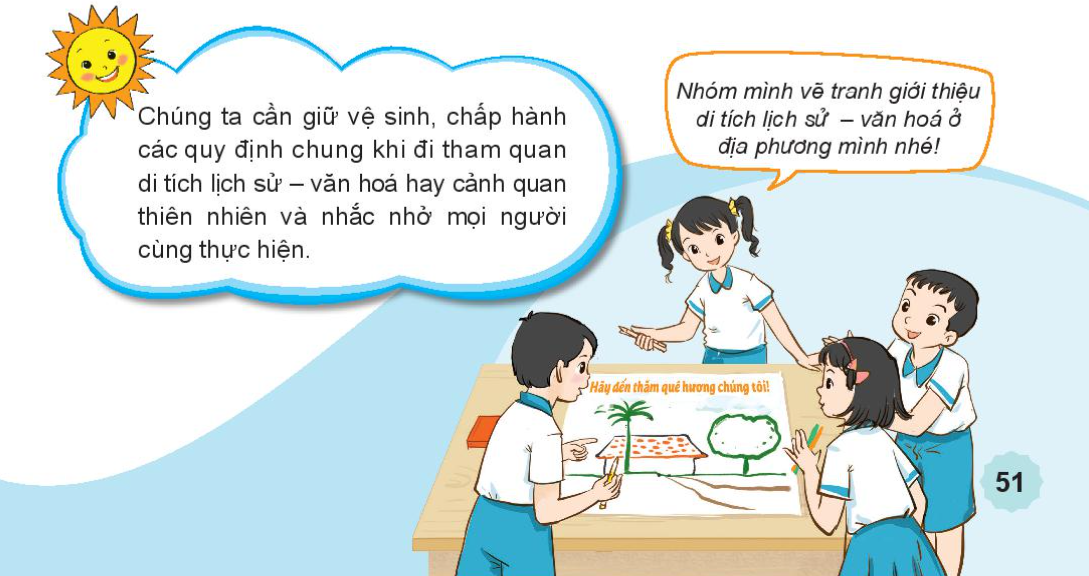 Chúng ta cần giữ vệ sinh, chấp hành
các quy định chung khi đi tham quan
di tích lịch sử – văn hoá hay cảnh quan
thiên nhiên và nhắc nhở mọi người
cùng thực hiện.
Nhóm mình vẽ tranh giới thiệu
di tích lịch sử – văn hoá ở
địa phương mình nhé!
Hãy đến thăm quê hương chúng tôi!
51